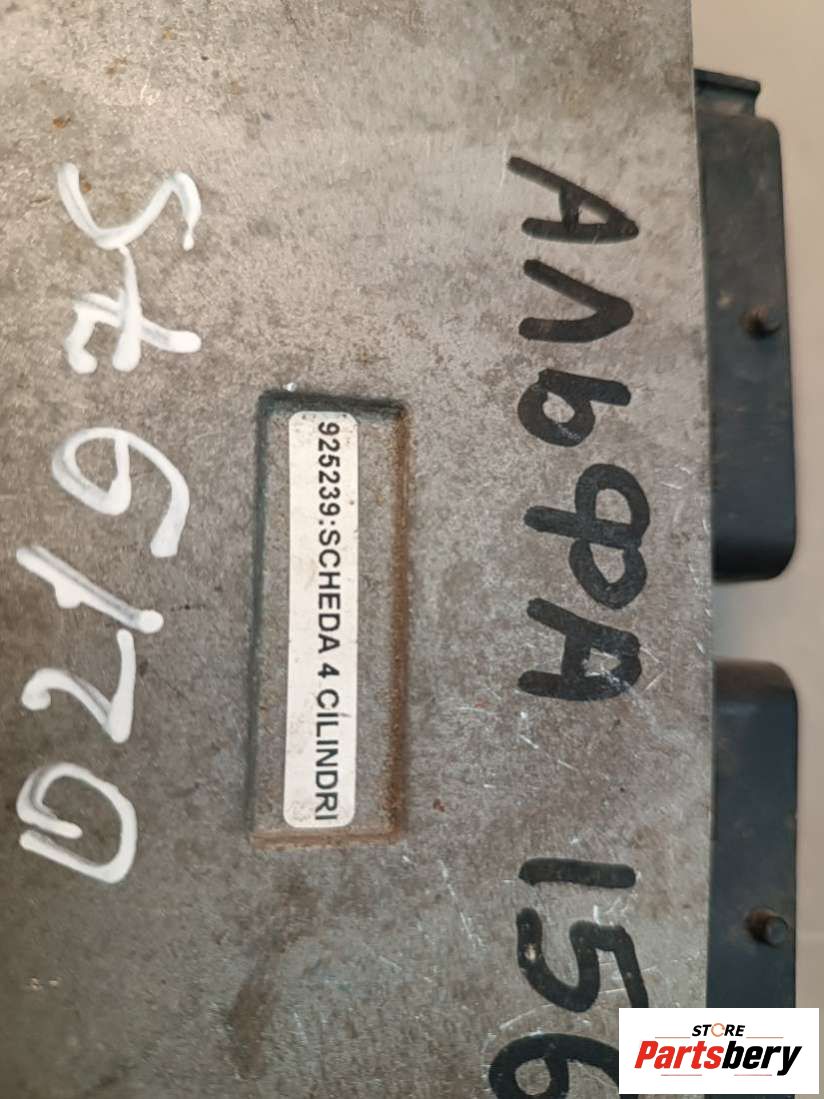 АЛЬФА 156
925239:SCHEDA 4 CILINDRI
STORE
Partsbery